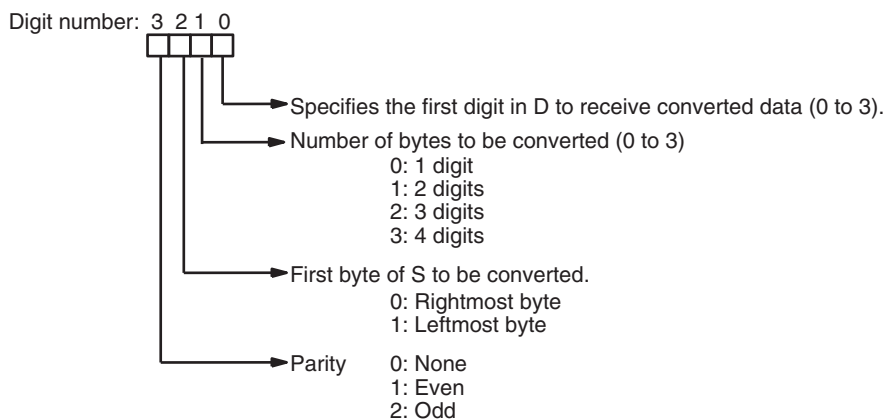 Digit number: 3 2 1 0
Specifies the first digit in D to receive converted data (0 to 3).
Number of bytes to be converted (0 to 3)
0: 1 digit
1: 2 digits
2: 3 digits
3: 4 digits
First byte of S to be converted.
0: Rightmost byte
1: Leftmost byte
Parity 0: None
1: Even
2: Odd